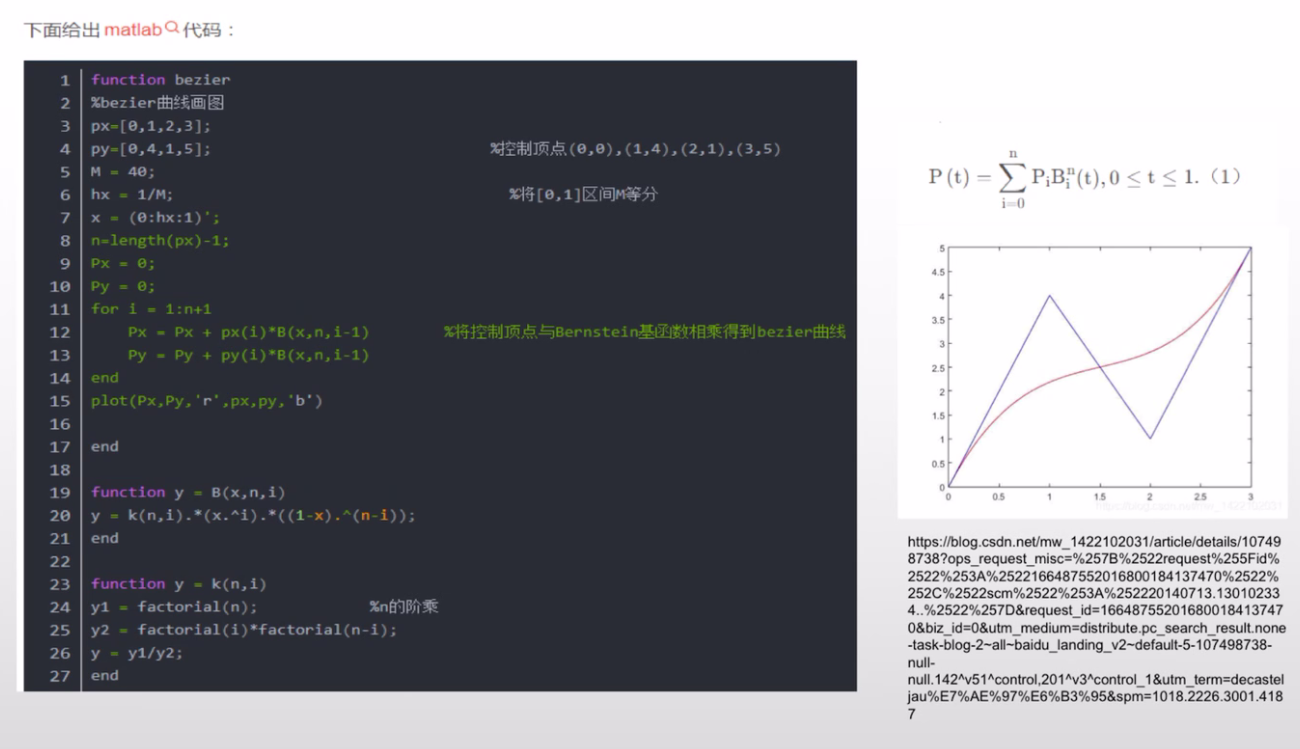 下面给出 matlab 代码：
1 function bezier
2 %bezier曲线画图
3 px=[0,1,2,3];
4 py=[0,4,1,5]; %控制顶点(0,0),(1,4),(2,1),(3,5)
5 M = 40;
6 hx = 1/M; %将[0,1]区间M等分
7 x = (0:hx:1)';
8 n=length(px)-1;
9 Px = 0;
10 Py = 0;
11 for i = 1:n+1
12 Px = Px + px(i)*B(x,n,i-1) %将控制顶点与Bernstein基函数相乘得到bezier曲线
13 Py = Py + py(i)*B(x,n,i-1)
14 end
15 plot(Px,Py,'r',px,py,'b')
16
17 end
18
19 function y = B(x,n,i)
20 y = k(n,i).*(x.^i).*((1-x).^(n-i));
21 end
22
23 function y = k(n,i)
24 y1 = factorial(n); %n的阶乘
25 y2 = factorial(i)*factorial(n-i);
26 y = y1/y2;
27 end
n
P (t) = ∑ PᵢBᵢⁿ(t), 0 ≤ t ≤ 1.（1）
i=0
5
4.5
4
3.5
3
2.5
2
1.5
1
0.5
0
0 0.5 1 1.5 2 2.5 3
https://blog.csdn.net/mw_1422102031/article/details/10749
8738?ops_request_misc=%257B%2522request%255Fid%
2522%253A%2522166487552016800184137470%2522%
252C%2522scm%2522%253A%252220140713.13010233
4..%2522%257D&request_id=16648755201680018413747
0&biz_id=0&utm_medium=distribute.pc_search_result.none
-task-blog-2~all~baidu_landing_v2~default-5-107498738-
null-
null.142^v51^control,201^v3^control_1&utm_term=decastel
jau%E7%AE%97%E6%B3%95&spm=1018.2226.3001.418
7